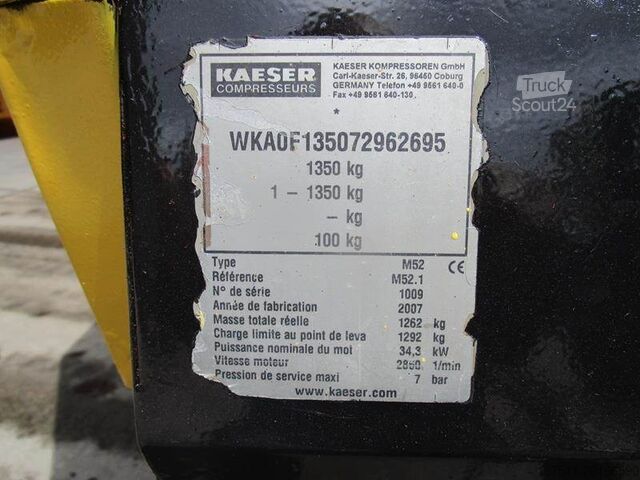 KAESER
COMPRESSEURS
KAESER KOMPRESSOREN GmbH
Carl-Kaeser-Str. 26, 96450 Coburg
GERMANY Telefon +49 9561 640-0
Fax +49 9561 640-130.
*
WKA0F135072962695
1350 kg
1 - 1350 kg
- kg
100 kg
Type M52 CE
Référence M52.1
N° de série 1009
Année de fabrication 2007
Masse totale réelle 1262 kg
Charge limite au point de leva 1292 kg
Puissance nominale du mot 34,3 kW
Vitesse moteur 2850 1/min
Pression de service maxi 7 bar
www.kaeser.com
Truck
Scout24